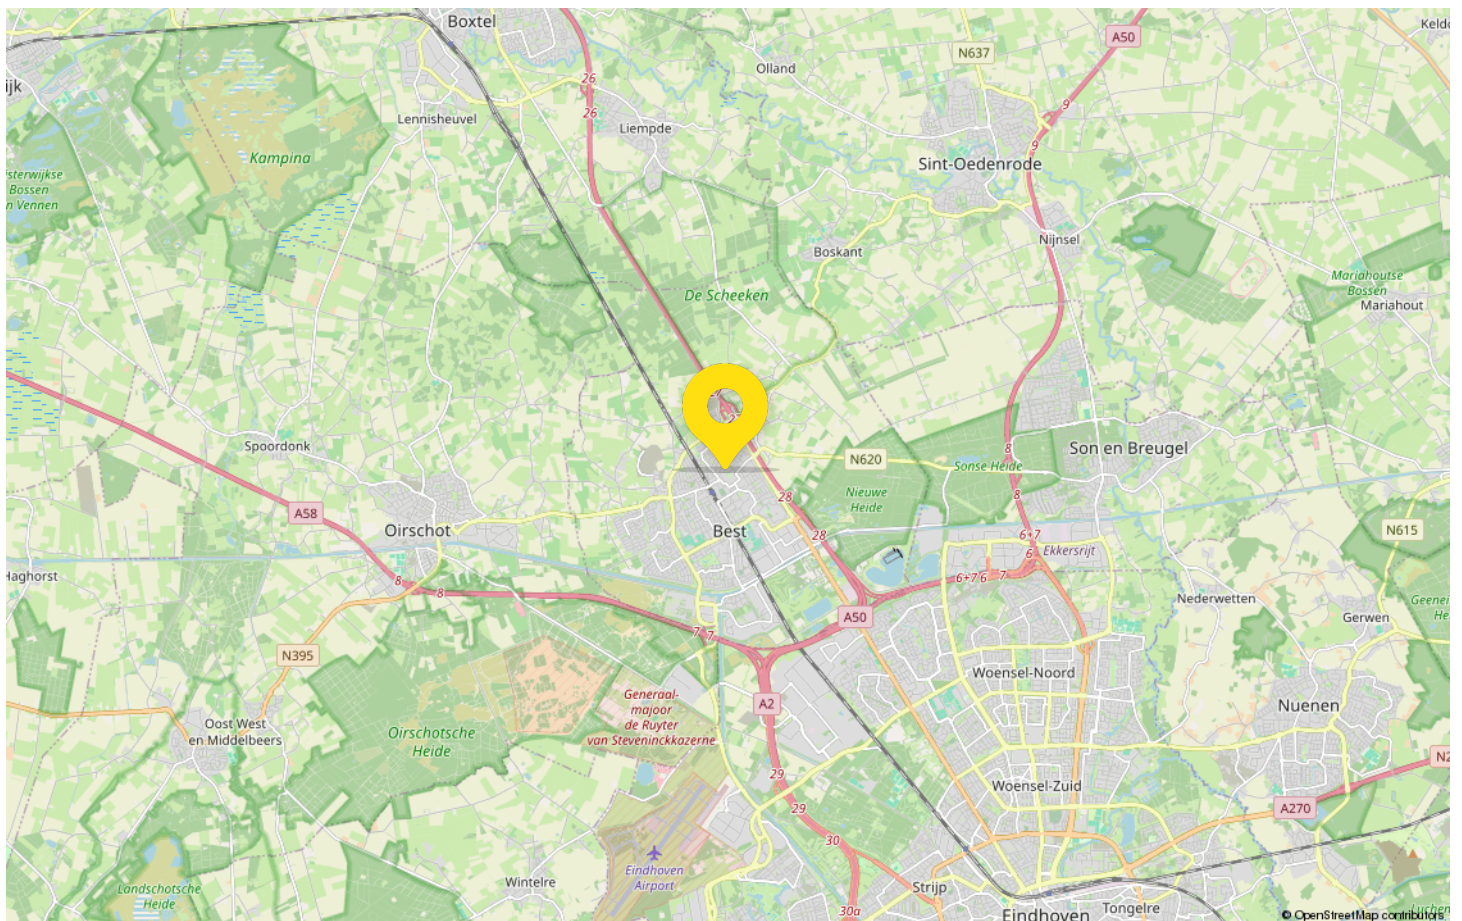 Boxtel
A50
Keld
N637
26
Olland
ijk
26
9
Lennisheuvel
Liempde
9
Kampina
Sint-Oedenrode
sterwijkse
Bossen
n Vennen
Boskant
Nijnsel
Mariahoutse
Bossen
Mariahout
De Scheeken
Spoordonk
8
Son en Breugel
N620
Sonse Heide
Nieuwe
Heide
28
8
A58
Oirschot
Best
28
6+7
N615
Ekkersrijt
6
Haghorst
8
6+7 6
7
8
Nederwetten
Geenei
He
A50
Gerwen
7 7
N395
Woensel-Noord
Generaal-
majoor
de Ruyter
van Steveninckkazerne
A2
Nuenen
Oost West
en Middelbeers
Oirschotsche
Heide
N2
29
Woensel-Zuid
29
A270
30
Eindhoven
Airport
Landschotsche
Heide
Wintelre
Strijp
30a
Eindhoven
Tongelre
Luchen
© OpenStreetMap contributors